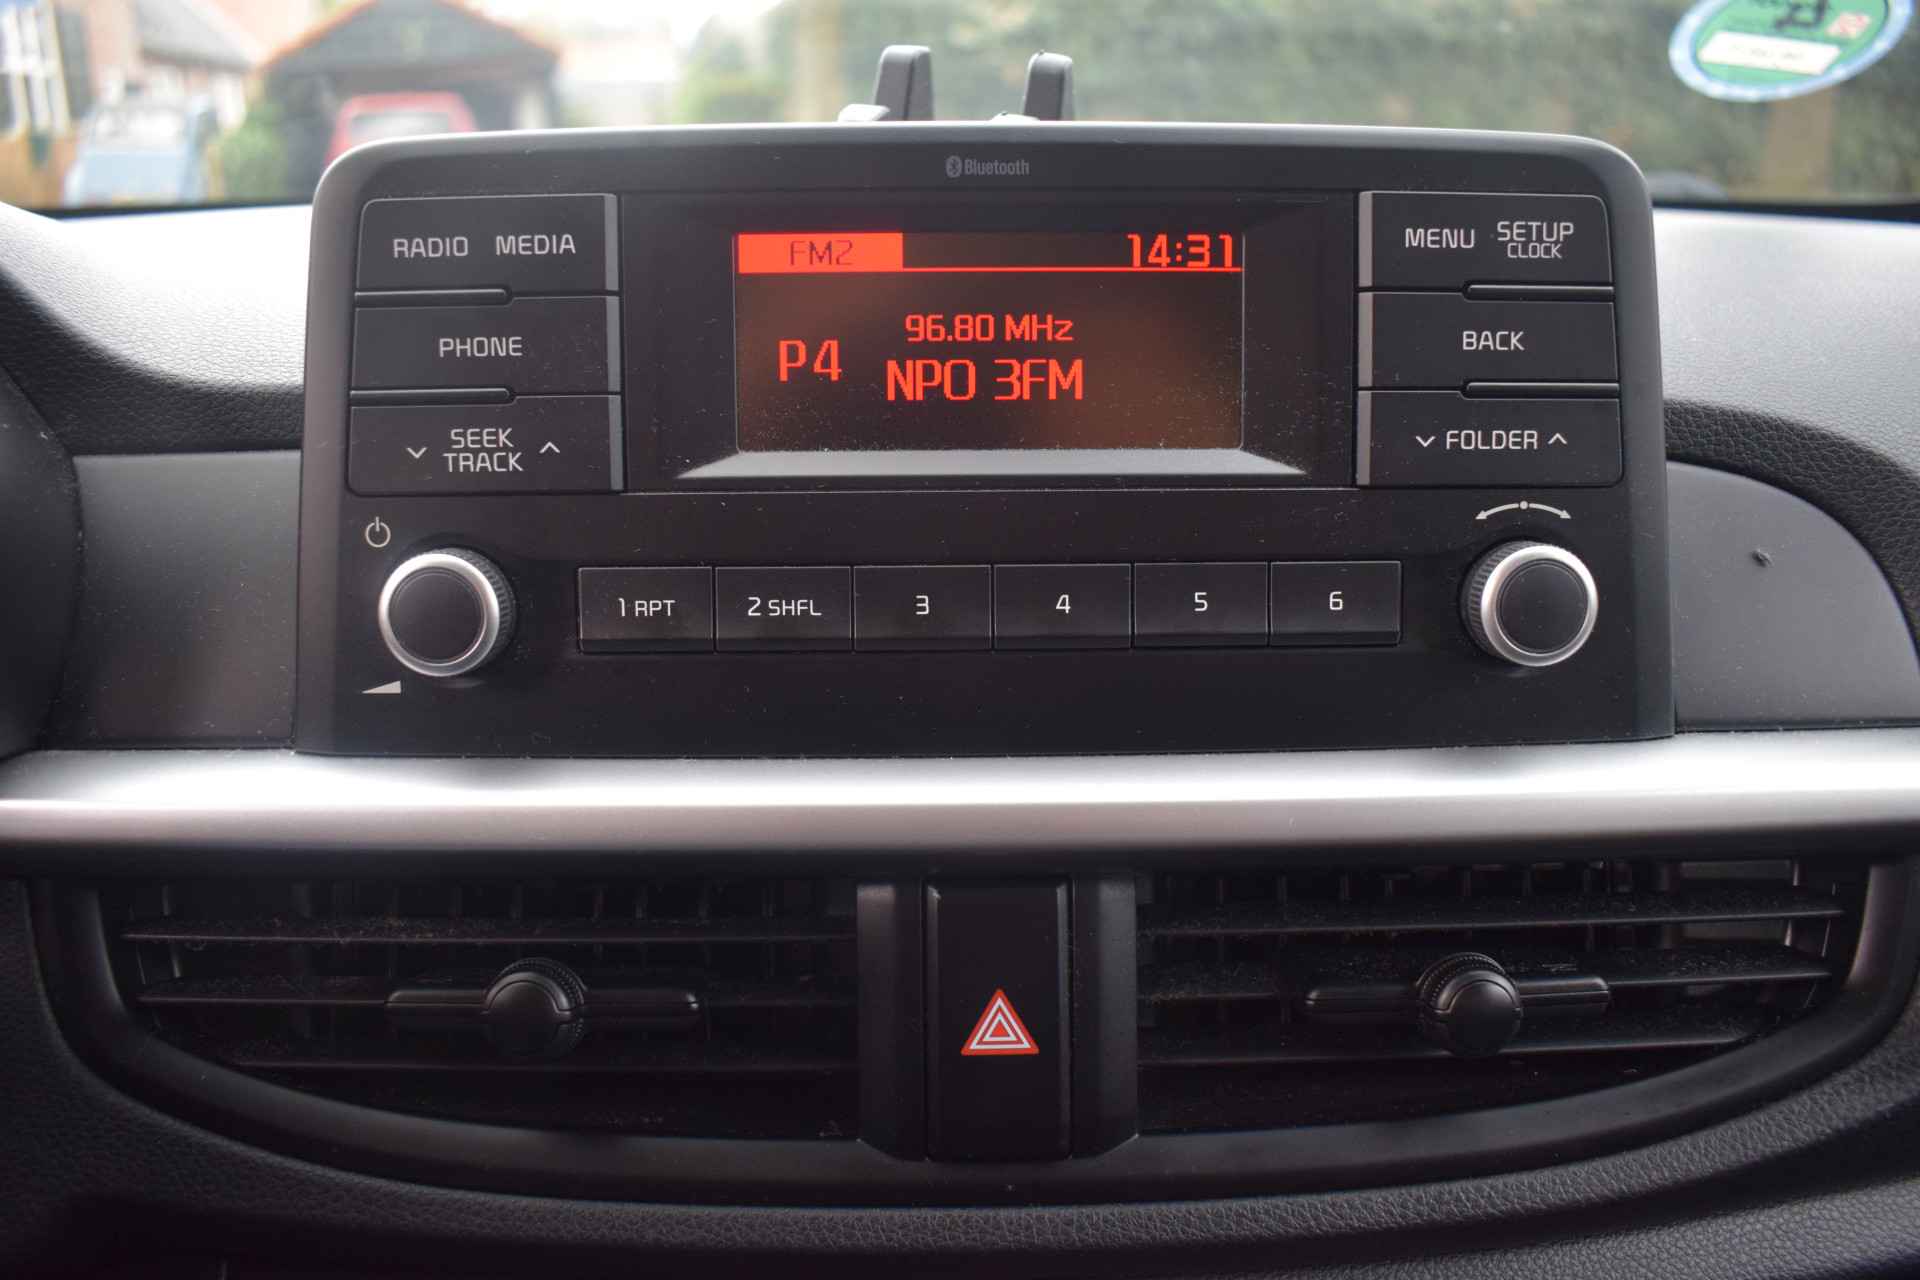 Bluetooth
RADIO MEDIA
PHONE
SEEK
TRACK
FM2 14:31
96.80 MHz
P4
NPO 3FM
MENU SETUP
CLOCK
BACK
FOLDER
1 RPT 2 SHFL 3 4 5 6